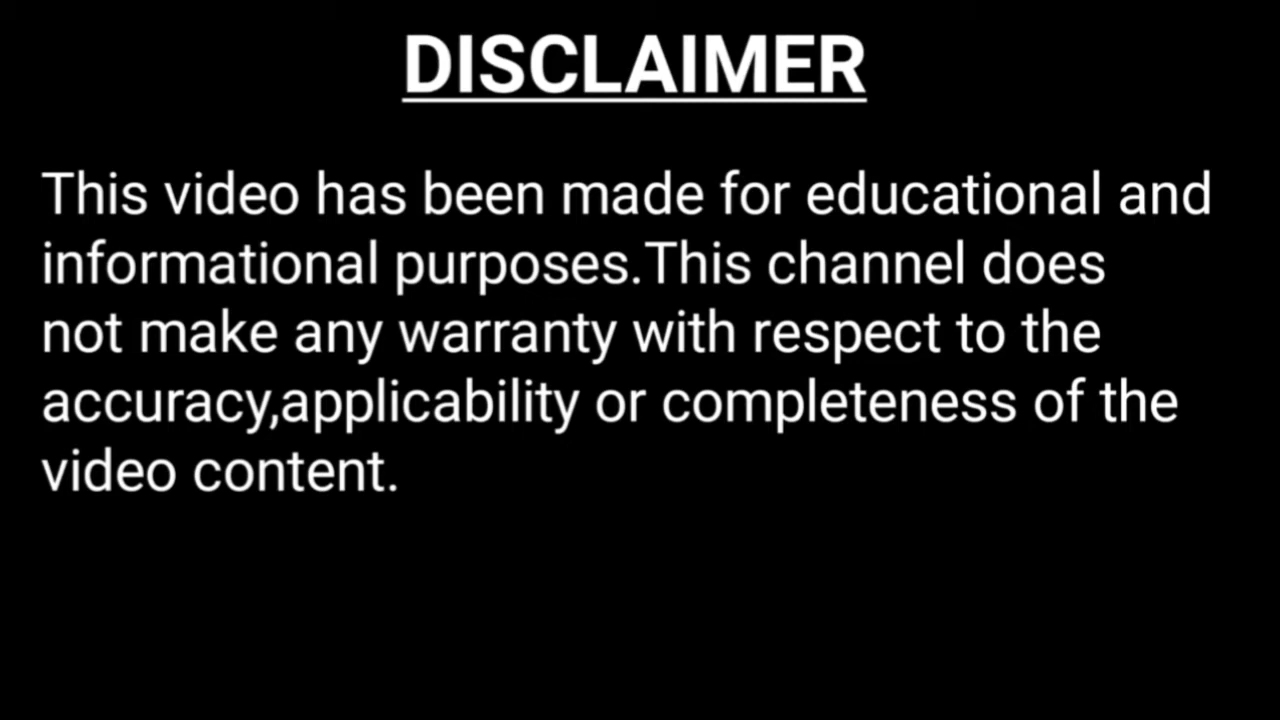 DISCLAIMER
This video has been made for educational and
informational purposes.This channel does
not make any warranty with respect to the
accuracy,applicability or completeness of the
video content.